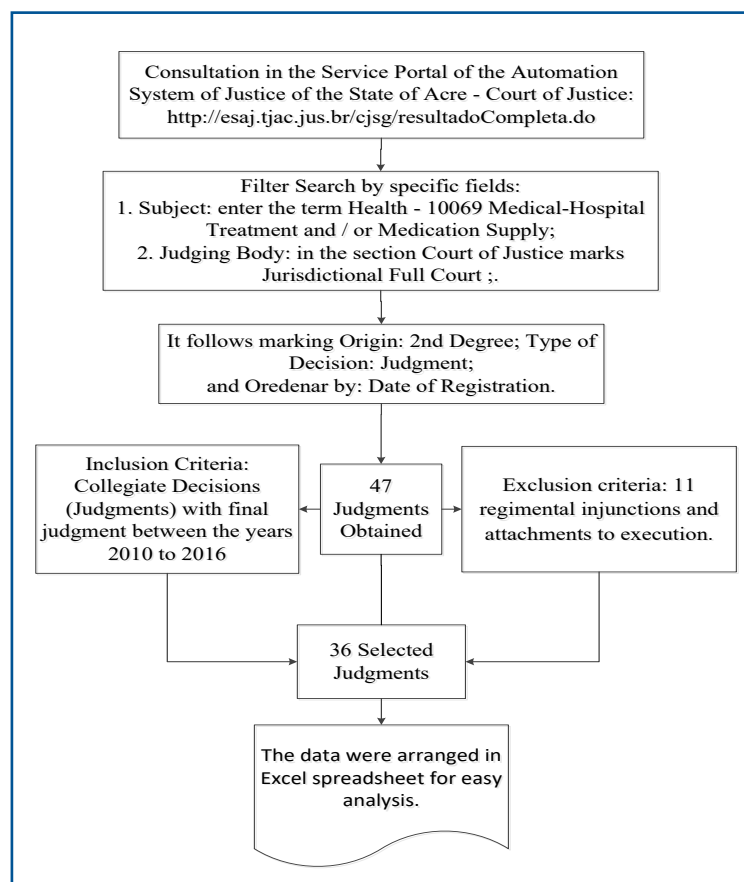 Consultation in the Service Portal of the Automation
System of Justice of the State of Acre - Court of Justice:
http://esaj.tjac.jus.br/cjsg/resultadoCompleta.do
Filter Search by specific fields:
1. Subject: enter the term Health - 10069 Medical-Hospital
Treatment and / or Medication Supply;
2. Judging Body: in the section Court of Justice marks
Jurisdictional Full Court ;.
It follows marking Origin: 2nd Degree; Type of
Decision: Judgment;
and Oredenar by: Date of Registration.
Inclusion Criteria:
Collegiate Decisions
(Judgments) with final
judgment between the years
2010 to 2016
47
Judgments
Obtained
Exclusion criteria: 11
regimental injunctions and
attachments to execution.
36 Selected
Judgments
The data were arranged in
Excel spreadsheet for easy
analysis.